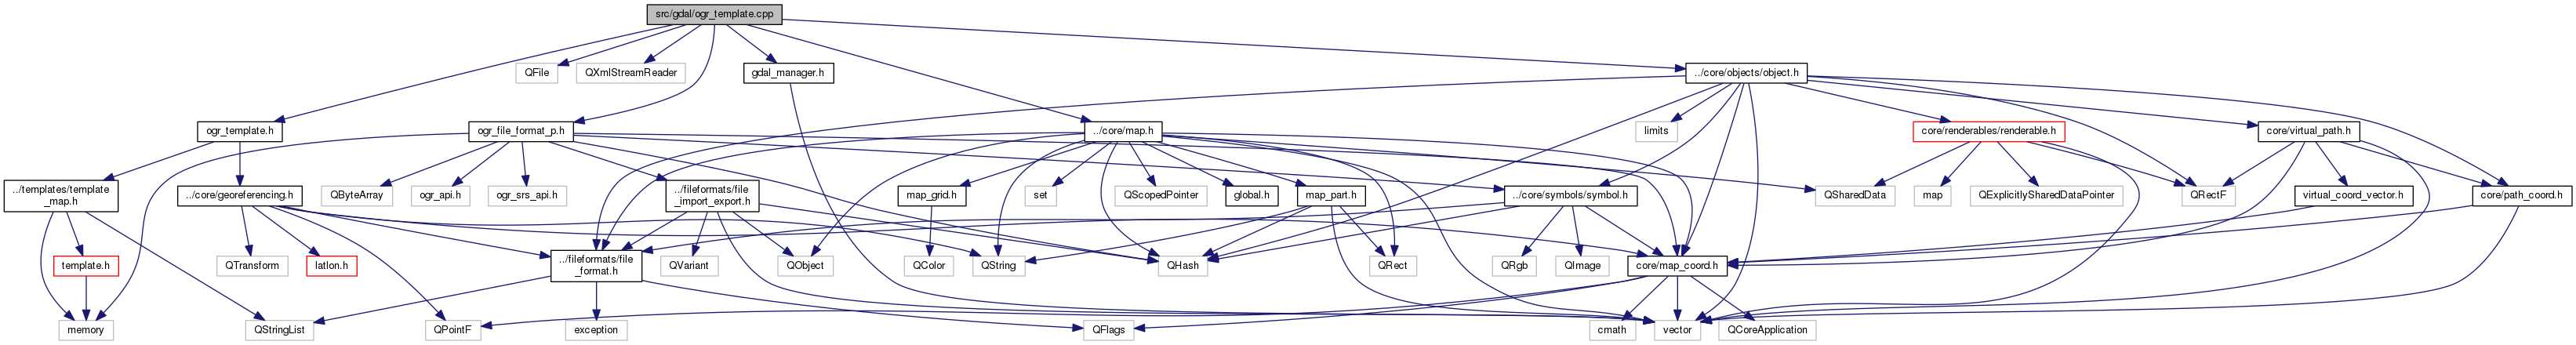 src/gdal/ogr_template.cpp
QFile
QXmlStreamReader
gdal_manager.h
../core/objects/object.h
ogr_template.h
ogr_file_format_p.h
../core/map.h
limits
core/renderables/renderable.h
core/virtual_path.h
../templates/template
_map.h
../core/georeferencing.h
QByteArray
ogr_api.h
ogr_srs_api.h
../fileformats/file
_import_export.h
map_grid.h
set
QScopedPointer
global.h
map_part.h
../core/symbols/symbol.h
QSharedData
map
QExplicitlySharedDataPointer
QRectF
virtual_coord_vector.h
core/path_coord.h
template.h
QTransform
latlon.h
../fileformats/file
_format.h
QVariant
QObject
QColor
QString
QHash
QRect
QRgb
QImage
core/map_coord.h
memory
QStringList
QPointF
exception
QFlags
cmath
vector
QCoreApplication